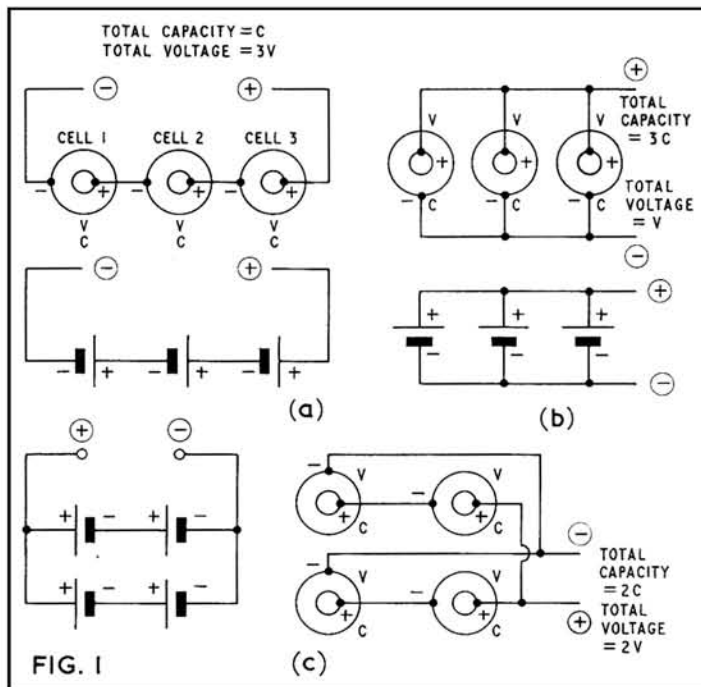 TOTAL CAPACITY = C
TOTAL VOLTAGE = 3V
⊖ ⊕
CELL 1 CELL 2 CELL 3
- + - + - +
V V V
C C C
⊖ ⊕
- + - + - +
(a)
⊕
V V V
TOTAL
CAPACITY
= 3C
+ + +
- C - C - C
TOTAL
VOLTAGE
= V
⊖
⊕
+ + +
- - -
⊖
(b)
⊕ ⊖
+ - + -
+ - + -
- V V
- + C + C
⊖
- V V
- + C + C
TOTAL
CAPACITY
= 2C
⊕
TOTAL
VOLTAGE
= 2V
FIG. 1
(c)